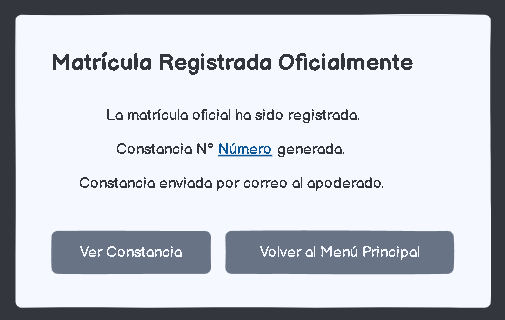 Matrícula Registrada Oficialmente
La matrícula oficial ha sido registrada.
Constancia N° Número generada.
Constancia enviada por correo al apoderado.
Ver Constancia
Volver al Menú Principal